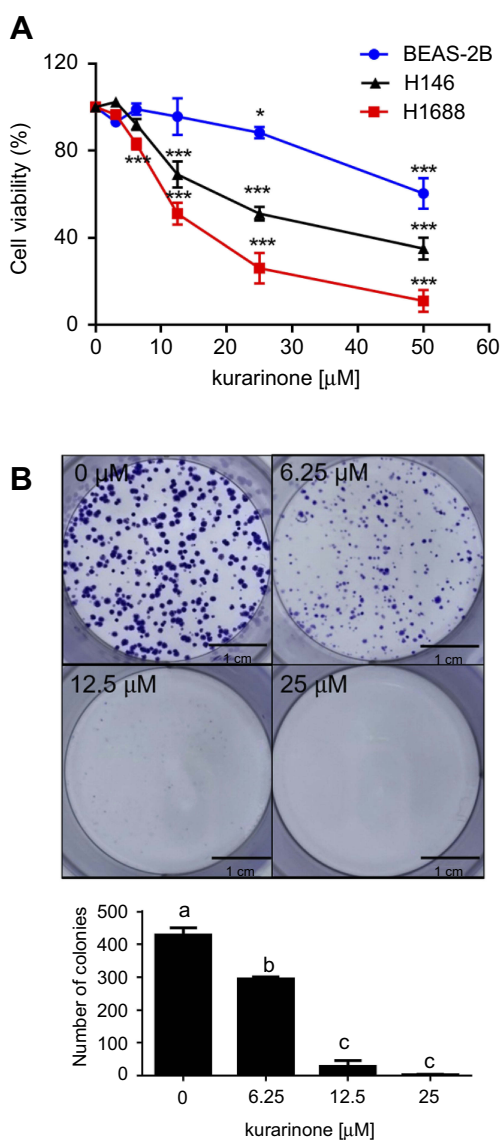 A
BEAS-2B
H146
H1688
120
80
40
0
Cell viability (%)
*
***
***
***
***
***
***
***
***
0 10 20 30 40 50 60
kurarinone [μM]
B
0 μM
6.25 μM
1 cm
1 cm
12.5 μM
25 μM
1 cm
1 cm
500
400
300
200
100
0
Number of colonies
a
b
c
c
0 6.25 12.5 25
kurarinone [μM]